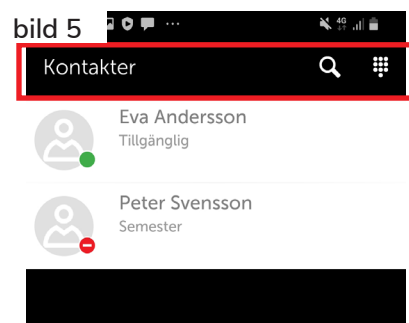 bild 5
4G
Kontakter
Eva Andersson
Tillgänglig
Peter Svensson
Semester